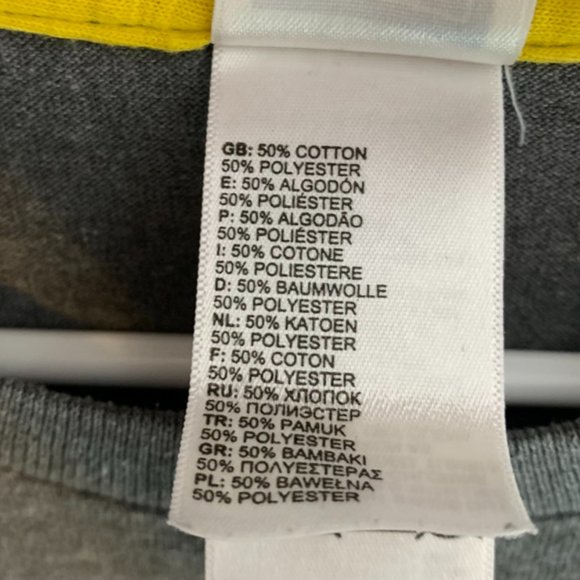 GB: 50% COTTON
50% POLYESTER
E: 50% ALGODÓN
50% POLIÉSTER
P: 50% ALGODÃO
50% POLIÉSTER
I: 50% COTONE
50% POLIESTERE
D: 50% BAUMWOLLE
50% POLYESTER
NL: 50% KATOEN
50% POLYESTER
F: 50% COTON
50% POLYESTER
RU: 50% ХЛОПОК
50% ПОЛИЭСТЕР
TR: 50% PAMUK
50% POLYESTER
GR: 50% ΒΑΜΒΑΚΙ
50% ΠΟΛΥΕΣΤΕΡΑΣ
PL: 50% BAWEŁNA
50% POLYESTER